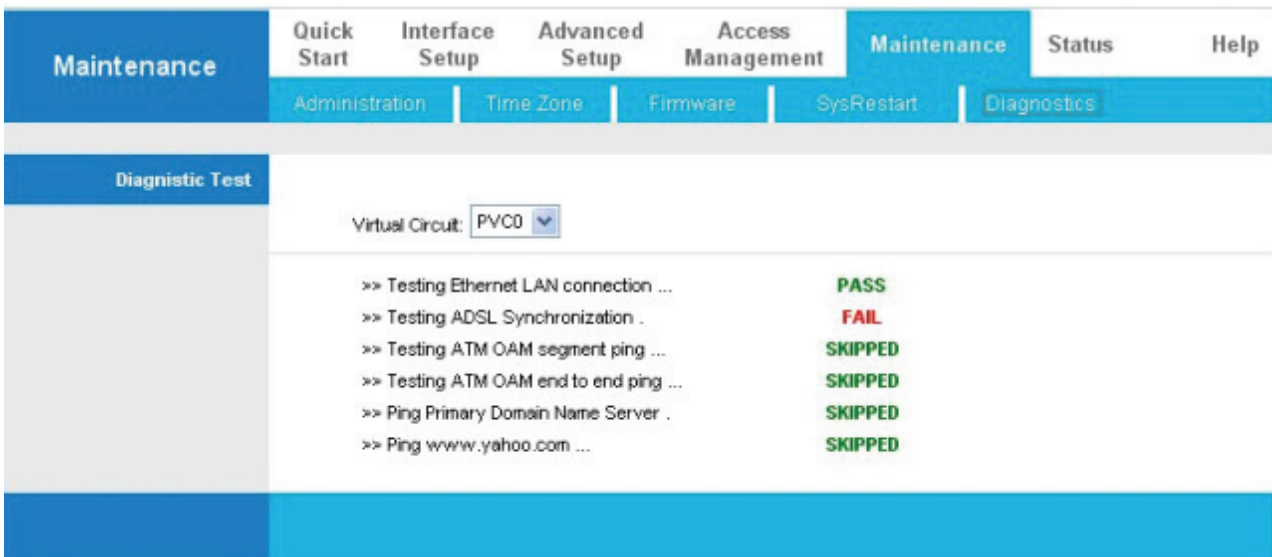 Maintenance
Quick Start
Interface Setup
Advanced Setup
Access Management
Maintenance
Status
Help
Administration
Time Zone
Firmware
SysRestart
Diagnostics
Diagnistic Test
Virtual Circuit: PVC0
>> Testing Ethernet LAN connection ... PASS
>> Testing ADSL Synchronization . FAIL
>> Testing ATM OAM segment ping ... SKIPPED
>> Testing ATM OAM end to end ping ... SKIPPED
>> Ping Primary Domain Name Server . SKIPPED
>> Ping www.yahoo.com ... SKIPPED